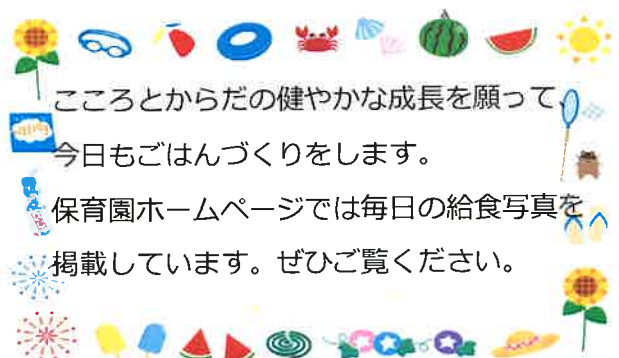 こころとからだの健やかな成長を願って、
今日もごはんづくりをします。
保育園ホームページでは毎日の給食写真を
掲載しています。ぜひご覧ください。